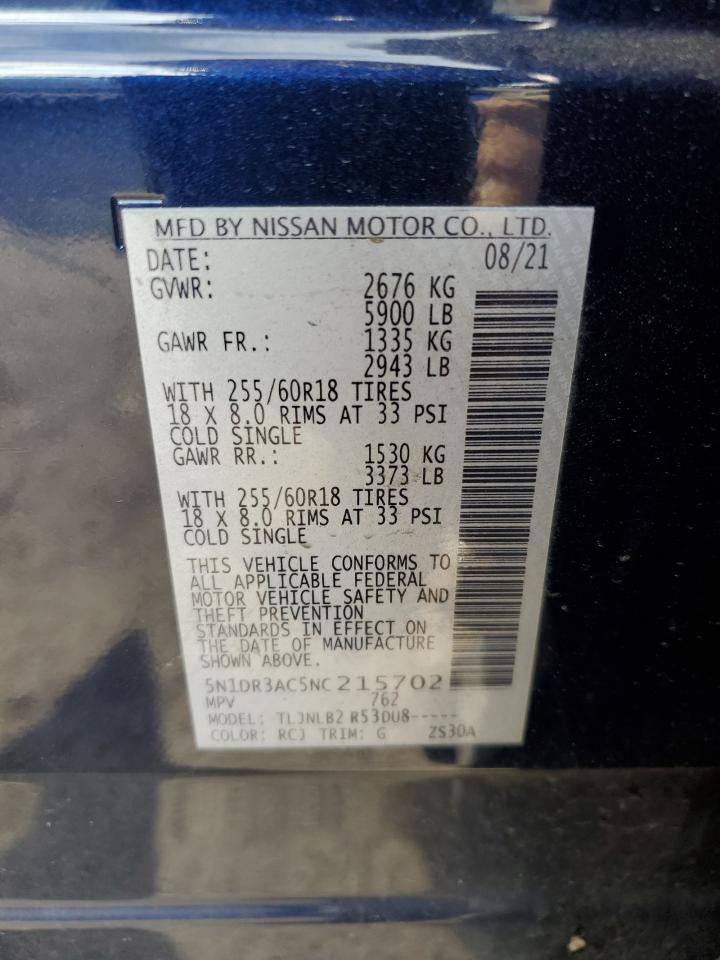 MFD BY NISSAN MOTOR CO., LTD.
DATE: 08/21
GVWR: 2676 KG
5900 LB
GAWR FR.: 1335 KG
2943 LB
WITH 255/60R18 TIRES
18 X 8.0 RIMS AT 33 PSI
COLD SINGLE
GAWR RR.: 1530 KG
3373 LB
WITH 255/60R18 TIRES
18 X 8.0 RIMS AT 33 PSI
COLD SINGLE
THIS VEHICLE CONFORMS TO
ALL APPLICABLE FEDERAL
MOTOR VEHICLE SAFETY AND
THEFT PREVENTION
STANDARDS IN EFFECT ON
THE DATE OF MANUFACTURE
SHOWN ABOVE.
5N1DR3AC5NC215702
MPV 762
MODEL: TLJNLB2 R53DU8-----
COLOR: RCJ TRIM: G ZS30A